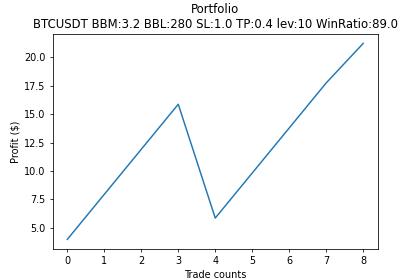 Portfolio
BTCUSDT BBM:3.2 BBL:280 SL:1.0 TP:0.4 lev:10 WinRatio:89.0
20.0
17.5
15.0
12.5
10.0
7.5
5.0
Profit ($)
0 1 2 3 4 5 6 7 8
Trade counts